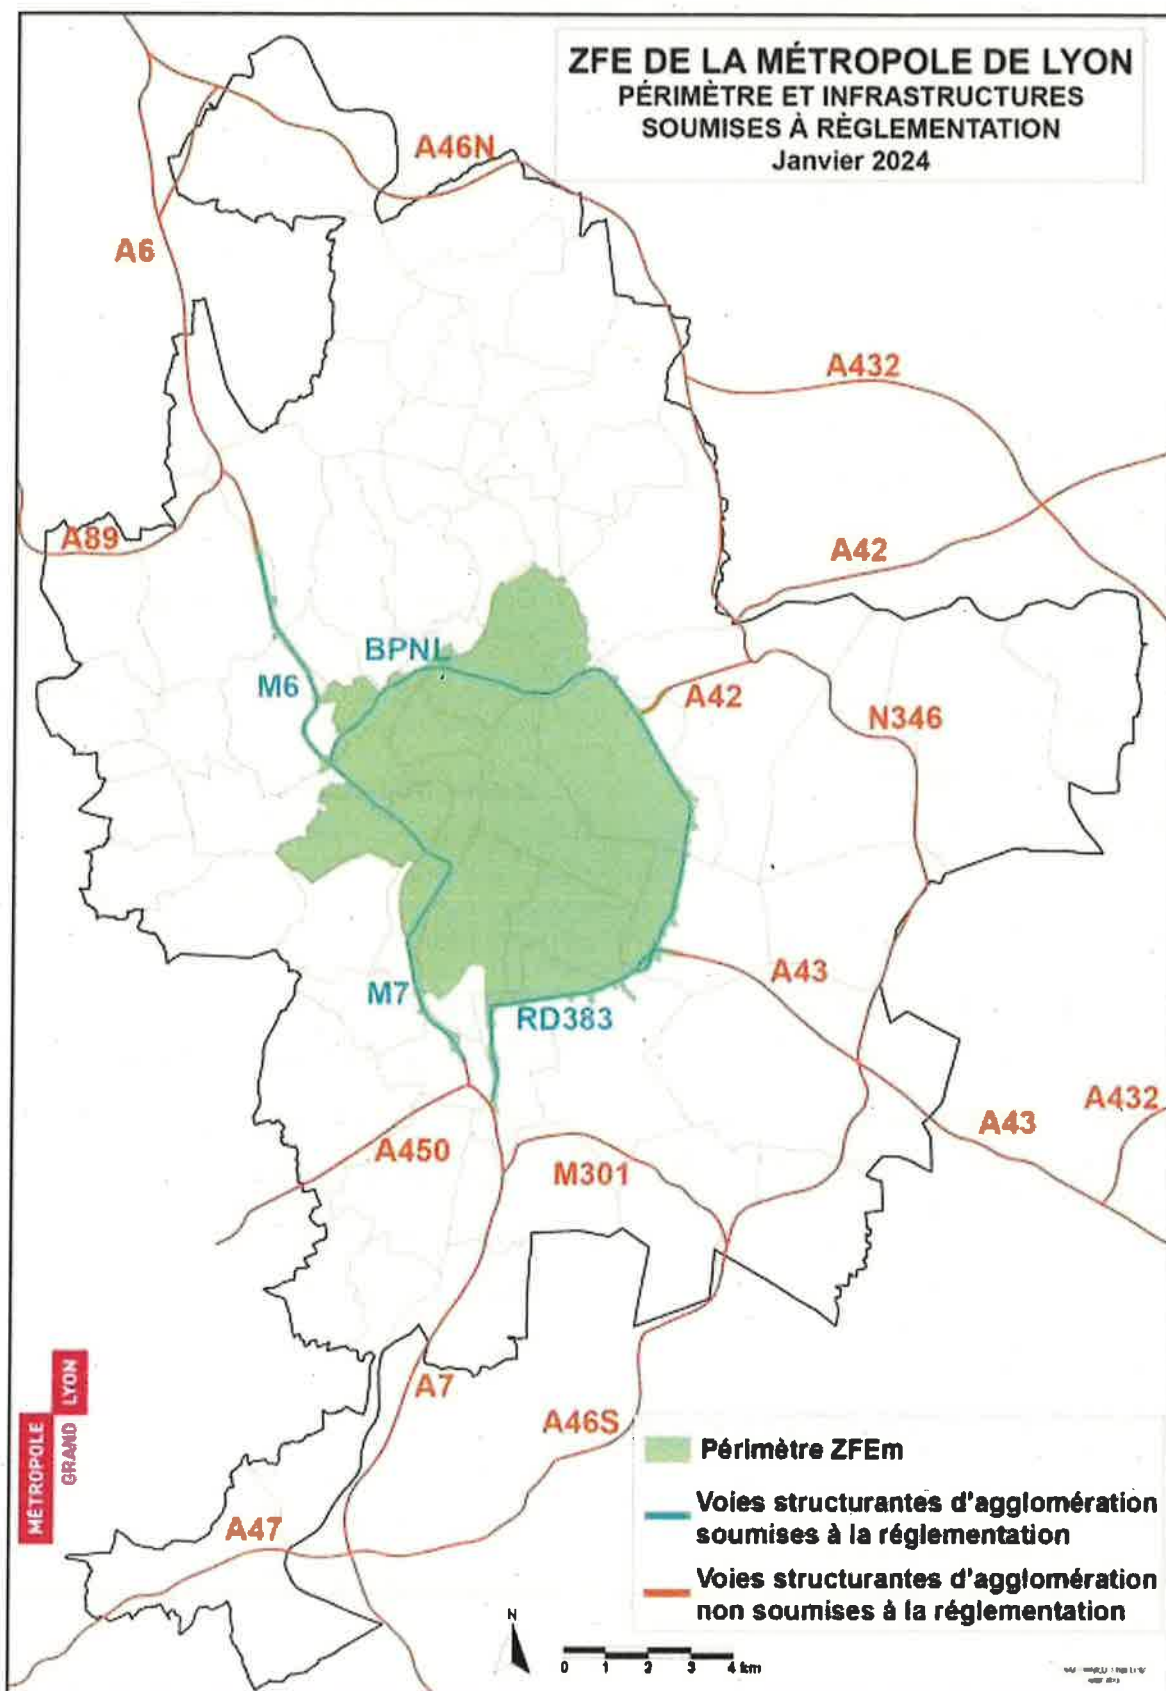 ZFE DE LA MÉTROPOLE DE LYON
PÉRIMÈTRE ET INFRASTRUCTURES
SOUMISES À RÈGLEMENTATION
Janvier 2024
A46N
A6
A432
A89
A42
BPNL
M6
A42
N346
A43
M7
RD383
A432
A43
A450
M301
A7
A46S
A47
MÉTROPOLE
GRAND
LYON
Périmètre ZFEm
Voies structurantes d'agglomération
soumises à la réglementation
Voies structurantes d'agglomération
non soumises à la réglementation
N
0 1 2 3 4 km